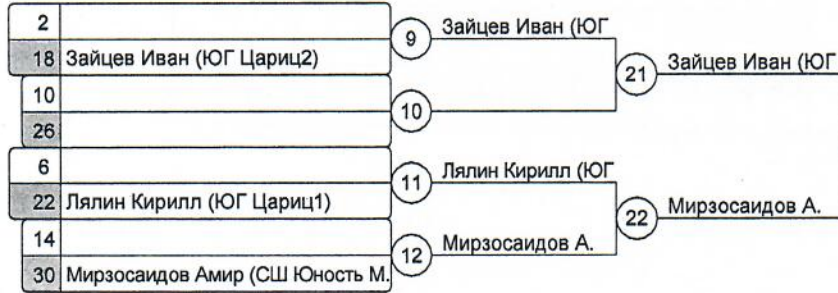 2
18 Зайцев Иван (ЮГ Цариц2)
9 Зайцев Иван (ЮГ
21 Зайцев Иван (ЮГ
10
26
10
6
22 Лялин Кирилл (ЮГ Цариц1)
11 Лялин Кирилл (ЮГ
22 Мирзосаидов А.
14
30 Мирзосаидов Амир (СШ Юность М.
12 Мирзосаидов А.